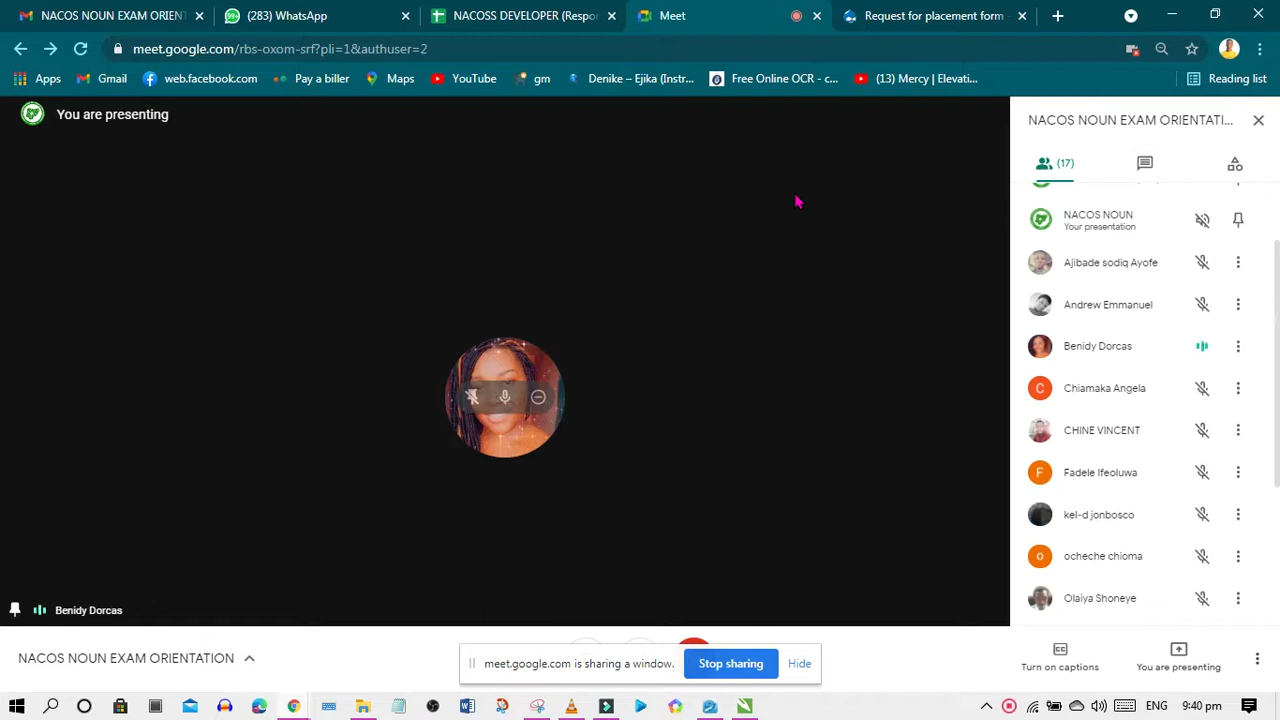 NACOS NOUN EXAM ORIENT
(283) WhatsApp
NACOSS DEVELOPER (Respo
Meet
Request for placement form -
meet.google.com/rbs-oxom-srf?pli=1&authuser=2
Apps
Gmail
web.facebook.com
Pay a biller
Maps
YouTube
gm
Denike – Ejika (Instr...
Free Online OCR - c...
(13) Mercy | Elevati...
Reading list
You are presenting
NACOS NOUN EXAM ORIENTATI...
(17)
NACOS NOUN
Your presentation
Ajibade sodiq Ayofe
Andrew Emmanuel
Benidy Dorcas
C
Chiamaka Angela
CHINE VINCENT
F
Fadele Ifeoluwa
kel-d jonbosco
o
ocheche chioma
Olaiya Shoneye
Benidy Dorcas
NACOS NOUN EXAM ORIENTATION
meet.google.com is sharing a window.
Stop sharing
Hide
CC
Turn on captions
You are presenting
ENG
9:40 pm